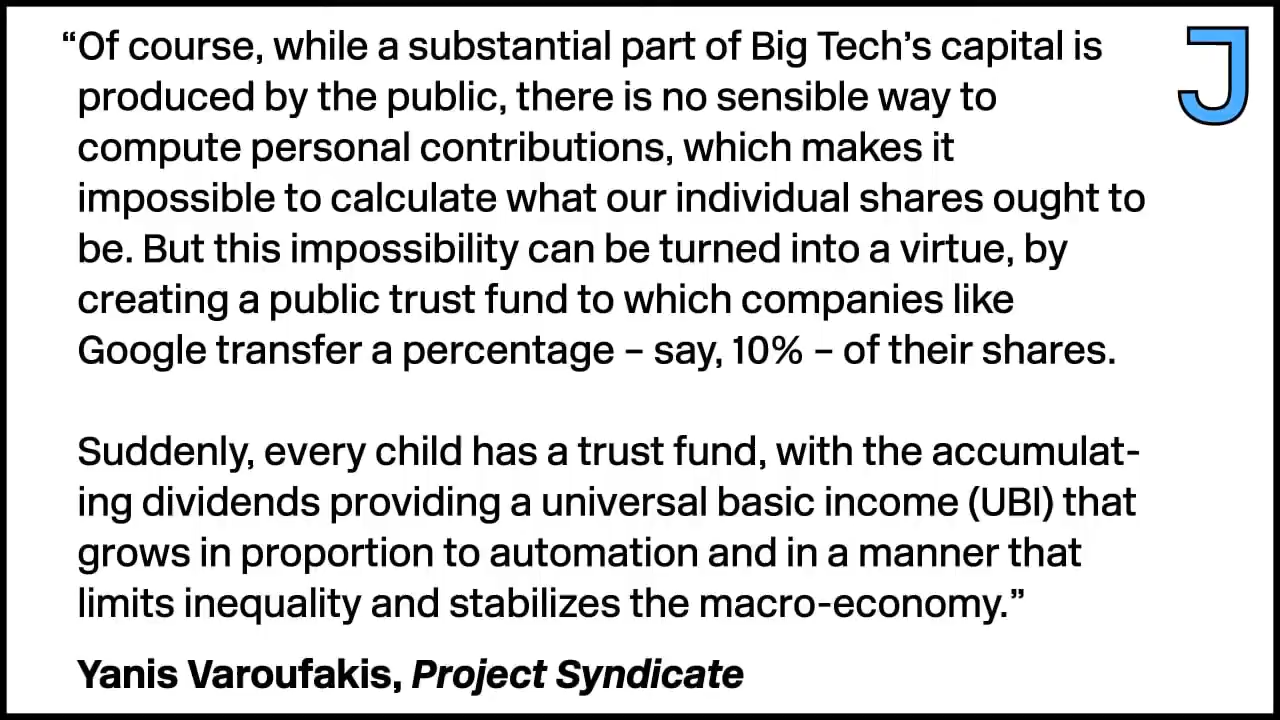 “Of course, while a substantial part of Big Tech’s capital is
produced by the public, there is no sensible way to
compute personal contributions, which makes it
impossible to calculate what our individual shares ought to
be. But this impossibility can be turned into a virtue, by
creating a public trust fund to which companies like
Google transfer a percentage – say, 10% – of their shares.
Suddenly, every child has a trust fund, with the accumulat-
ing dividends providing a universal basic income (UBI) that
grows in proportion to automation and in a manner that
limits inequality and stabilizes the macro-economy.”
Yanis Varoufakis, Project Syndicate
J